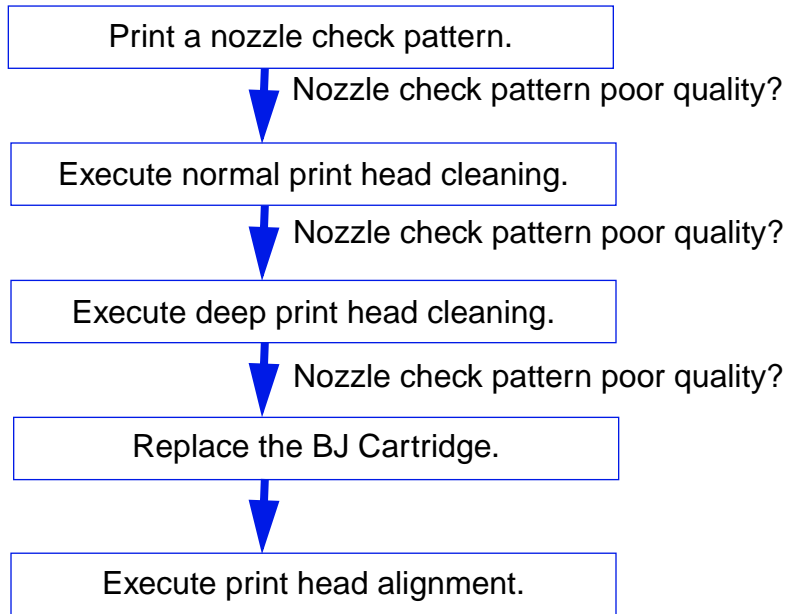 Print a nozzle check pattern.
Nozzle check pattern poor quality?
Execute normal print head cleaning.
Nozzle check pattern poor quality?
Execute deep print head cleaning.
Nozzle check pattern poor quality?
Replace the BJ Cartridge.
Execute print head alignment.